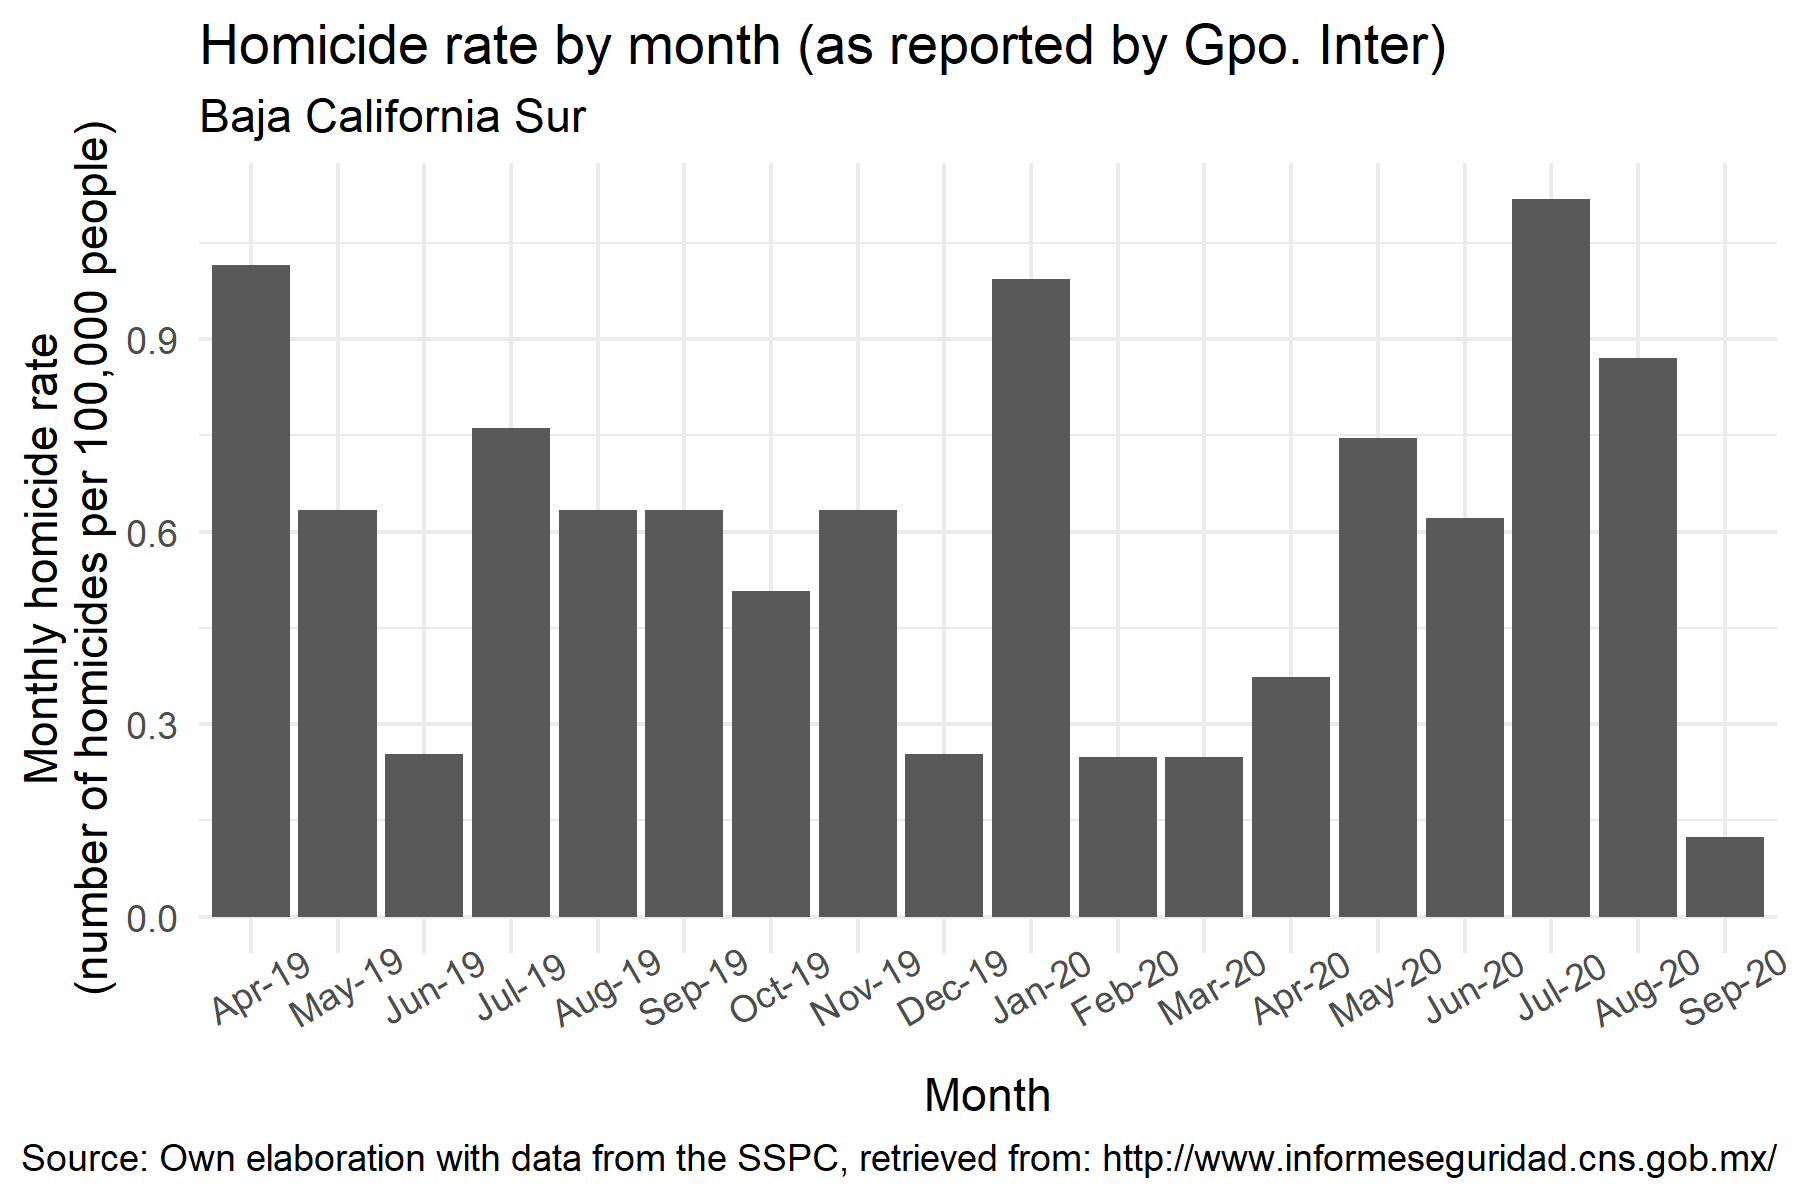 Homicide rate by month (as reported by Gpo. Inter)
Baja California Sur
Monthly homicide rate
(number of homicides per 100,000 people)
0.9
0.6
0.3
0.0
Apr-19
May-19
Jun-19
Jul-19
Aug-19
Sep-19
Oct-19
Nov-19
Dec-19
Jan-20
Feb-20
Mar-20
Apr-20
May-20
Jun-20
Jul-20
Aug-20
Sep-20
Month
Source: Own elaboration with data from the SSPC, retrieved from: http://www.informeseguridad.cns.gob.mx/